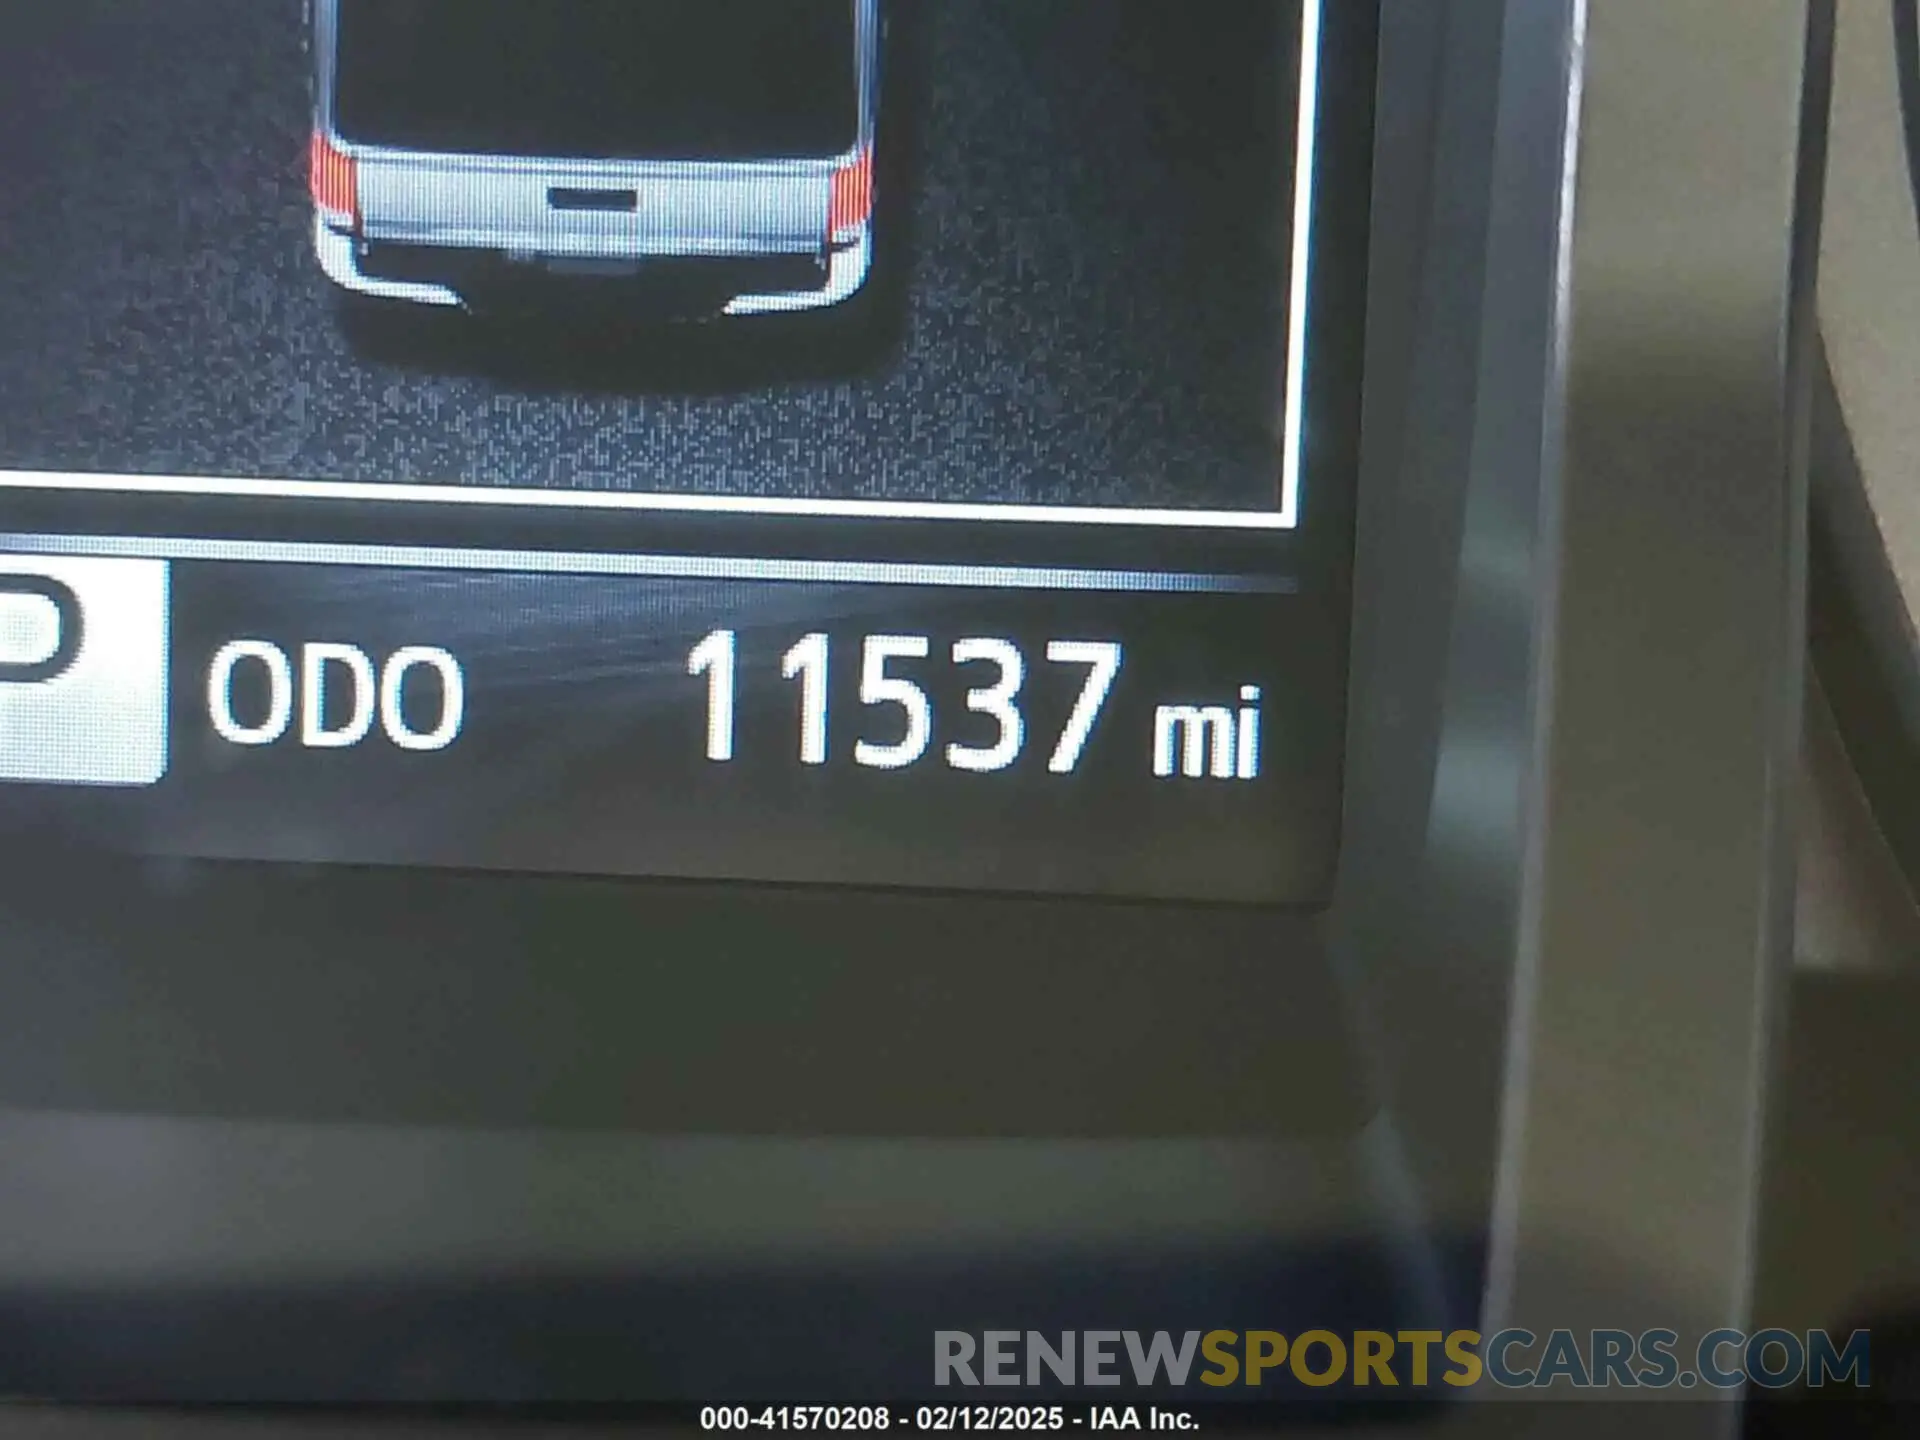 P ODO 11537 mi
RENEWSPORTSCARS.COM
000-41570208 - 02/12/2025 - IAA Inc.